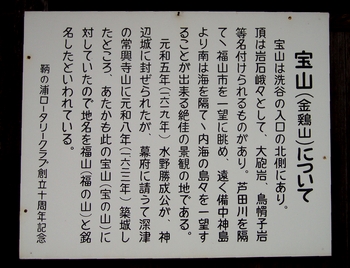 宝山(金鶏山)について
宝山は洗谷の入口の北側にあり。
頂は岩石峨々として、大砲岩、烏帽子岩
等名付けられるものがあり。芦田川を隔
てゝ福山市を一望に眺め、遠く備中神島
より南は海を隔てゝ内海の島々を一望す
ることが出来る絶佳の景観の地である。
元和五年(一六一九年)水野勝成公が、神
辺城に封ぜられたが、幕府に請うて深津
の常興寺山に元和八年(一六二二年)築城し
たところ、あたかも此の宝山(宝の山)に
対していたので地名を福山(福の山)と銘
名したといわれている。
鞆の浦ロータリークラブ創立十周年記念